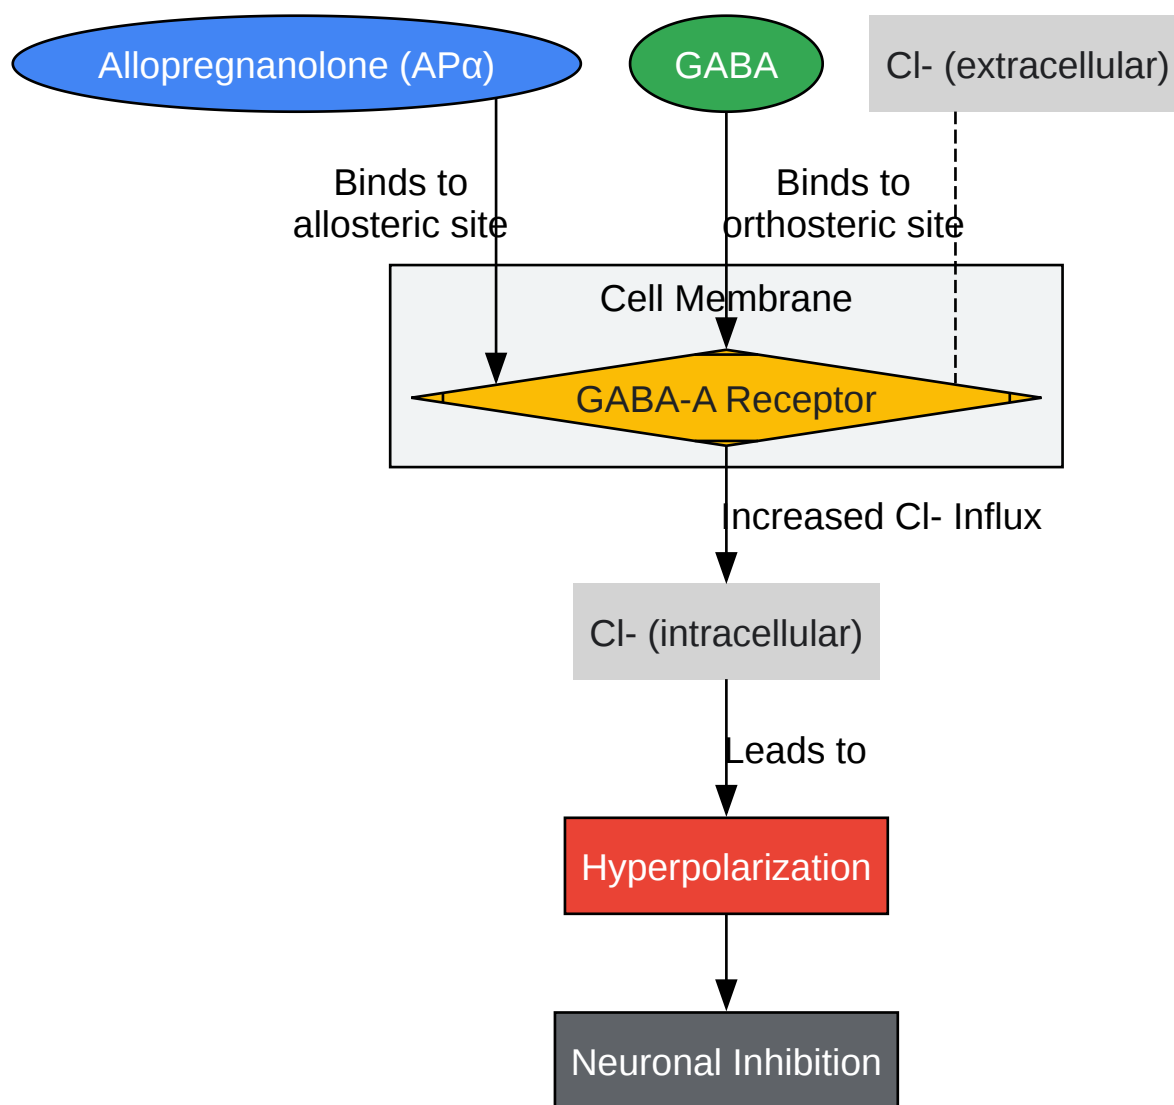 Allopregnanolone (APα)
GABA
Cl- (extracellular)
Binds to
allosteric site
Binds to
orthosteric site
Cell Membrane
GABA-A Receptor
Increased Cl- Influx
Cl- (intracellular)
Leads to
Hyperpolarization
Neuronal Inhibition